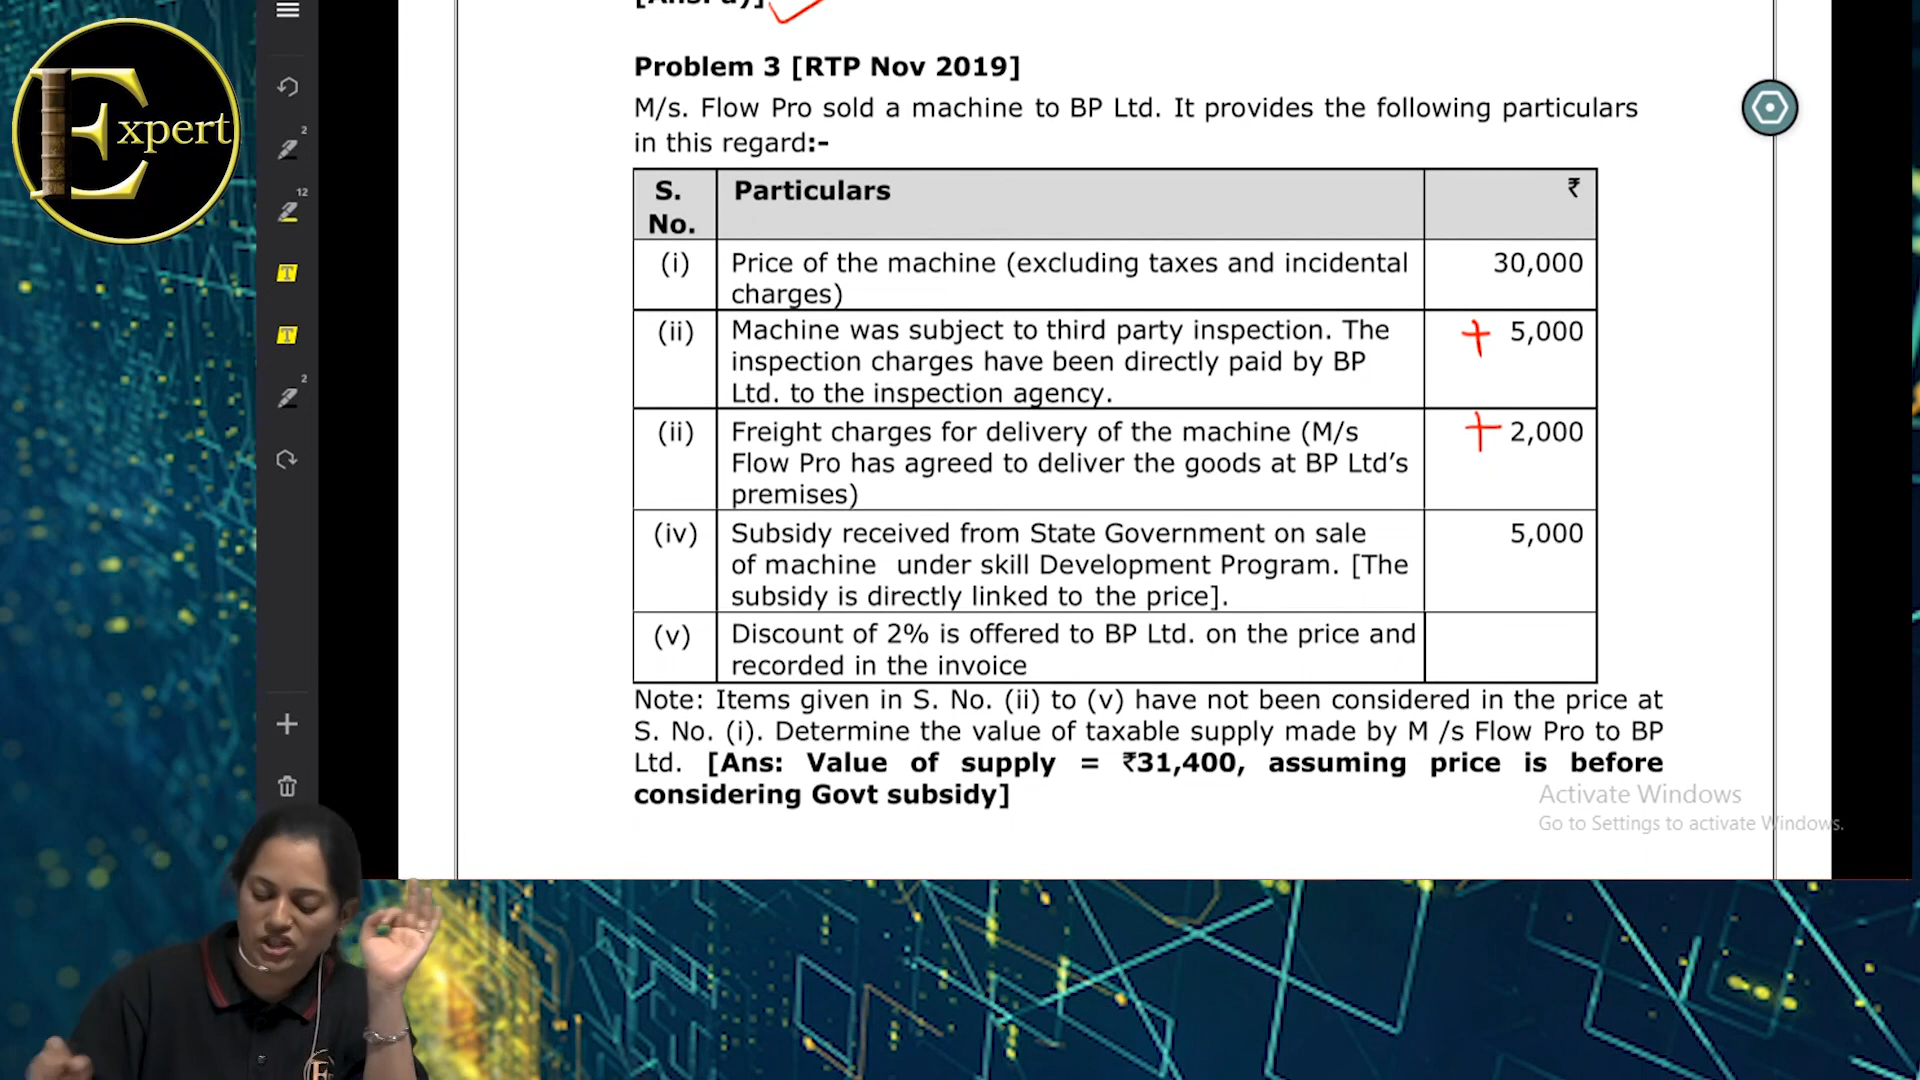 Expert
Problem 3 [RTP Nov 2019]
M/s. Flow Pro sold a machine to BP Ltd. It provides the following particulars
in this regard:-
S. No. Particulars ₹
(i) Price of the machine (excluding taxes and incidental 30,000
charges)
(ii) Machine was subject to third party inspection. The + 5,000
inspection charges have been directly paid by BP
Ltd. to the inspection agency.
(ii) Freight charges for delivery of the machine (M/s + 2,000
Flow Pro has agreed to deliver the goods at BP Ltd's
premises)
(iv) Subsidy received from State Government on sale 5,000
of machine under skill Development Program. [The
subsidy is directly linked to the price].
(v) Discount of 2% is offered to BP Ltd. on the price and
recorded in the invoice
Note: Items given in S. No. (ii) to (v) have not been considered in the price at
S. No. (i). Determine the value of taxable supply made by M /s Flow Pro to BP
Ltd. [Ans: Value of supply = ₹31,400, assuming price is before
considering Govt subsidy]
Activate Windows
Go to Settings to activate Windows.
2
12
T
T
2